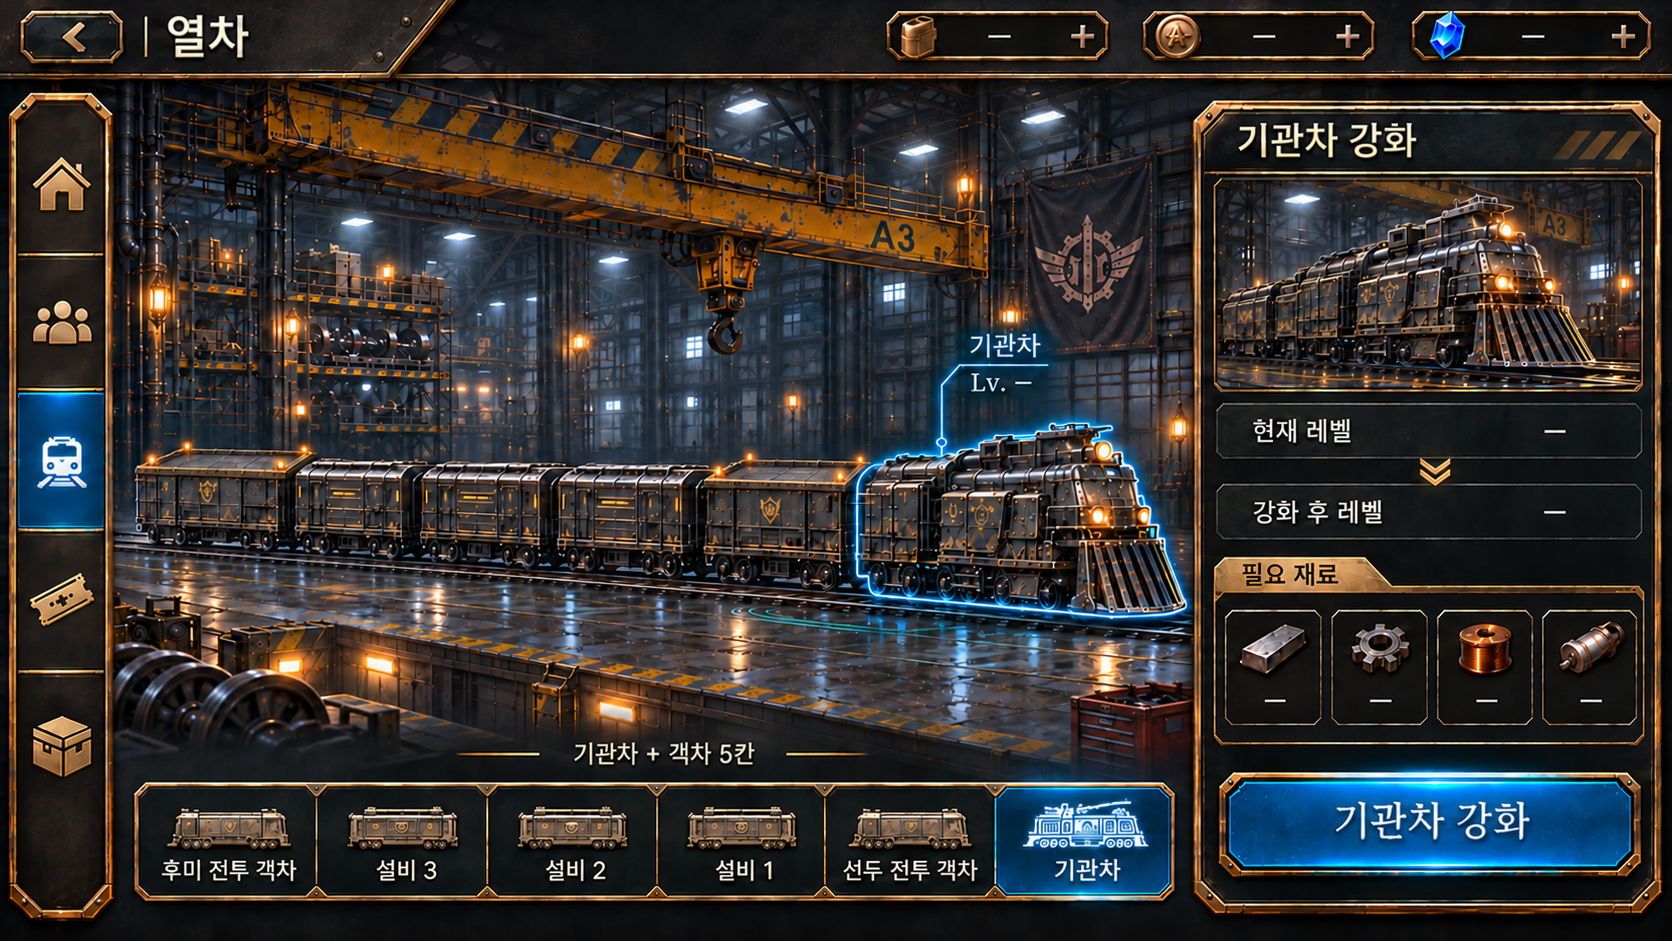 열차
—
—
—
A3
기관차
Lv. —
기관차 강화
A3
현재 레벨 —
강화 후 레벨 —
필요 재료
— — — —
기관차 강화
기관차 + 객차 5칸
후미 전투 객차
설비 3
설비 2
설비 1
선두 전투 객차
기관차